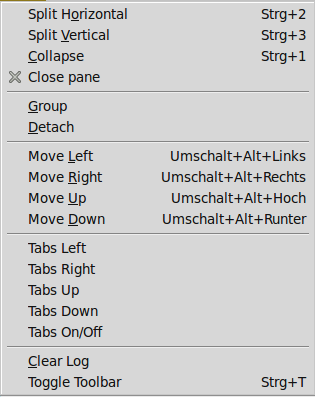 Split Horizontal Strg+2
Split Vertical Strg+3
Collapse Strg+1
Close pane
Group
Detach
Move Left Umschalt+Alt+Links
Move Right Umschalt+Alt+Rechts
Move Up Umschalt+Alt+Hoch
Move Down Umschalt+Alt+Runter
Tabs Left
Tabs Right
Tabs Up
Tabs Down
Tabs On/Off
Clear Log
Toggle Toolbar Strg+T